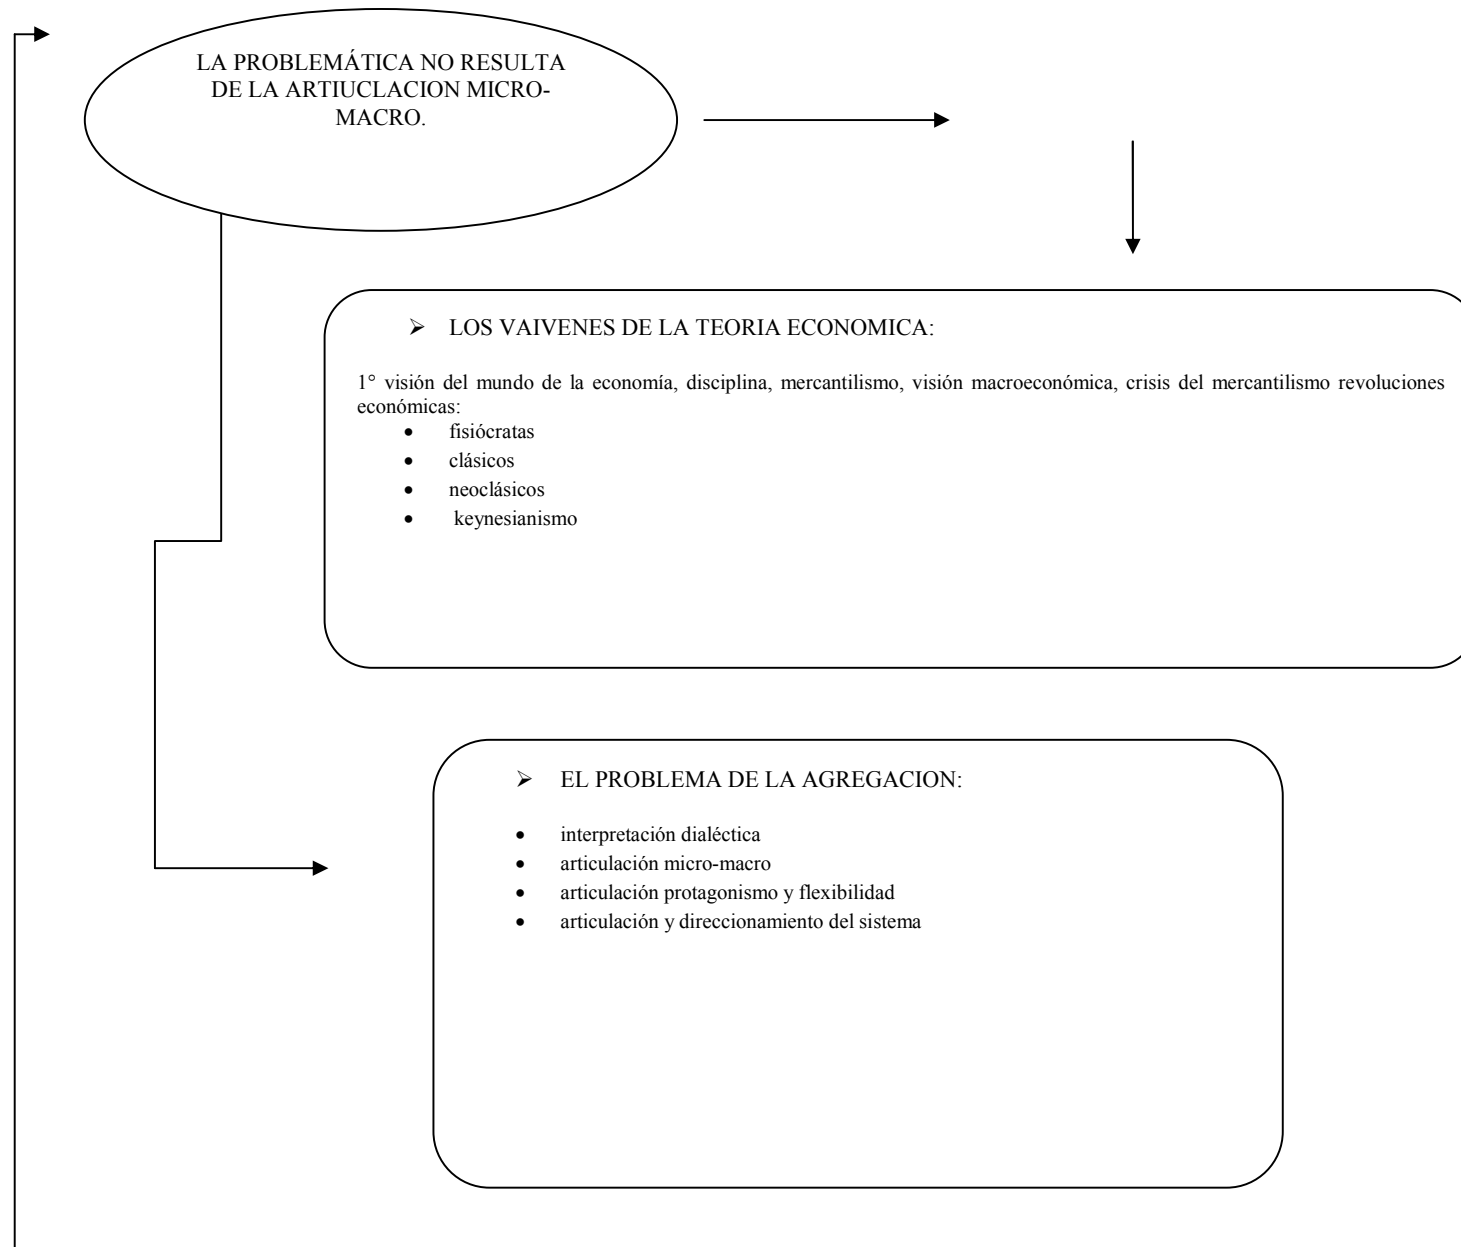 LA PROBLEMÁTICA NO RESULTA
DE LA ARTIUCLACION MICRO-
MACRO.
➢ LOS VAIVENES DE LA TEORIA ECONOMICA:
1° visión del mundo de la economía, disciplina, mercantilismo, visión macroeconómica, crisis del mercantilismo revoluciones
económicas:
• fisiócratas
• clásicos
• neoclásicos
• keynesianismo
➢ EL PROBLEMA DE LA AGREGACION:
• interpretación dialéctica
• articulación micro-macro
• articulación protagonismo y flexibilidad
• articulación y direccionamiento del sistema